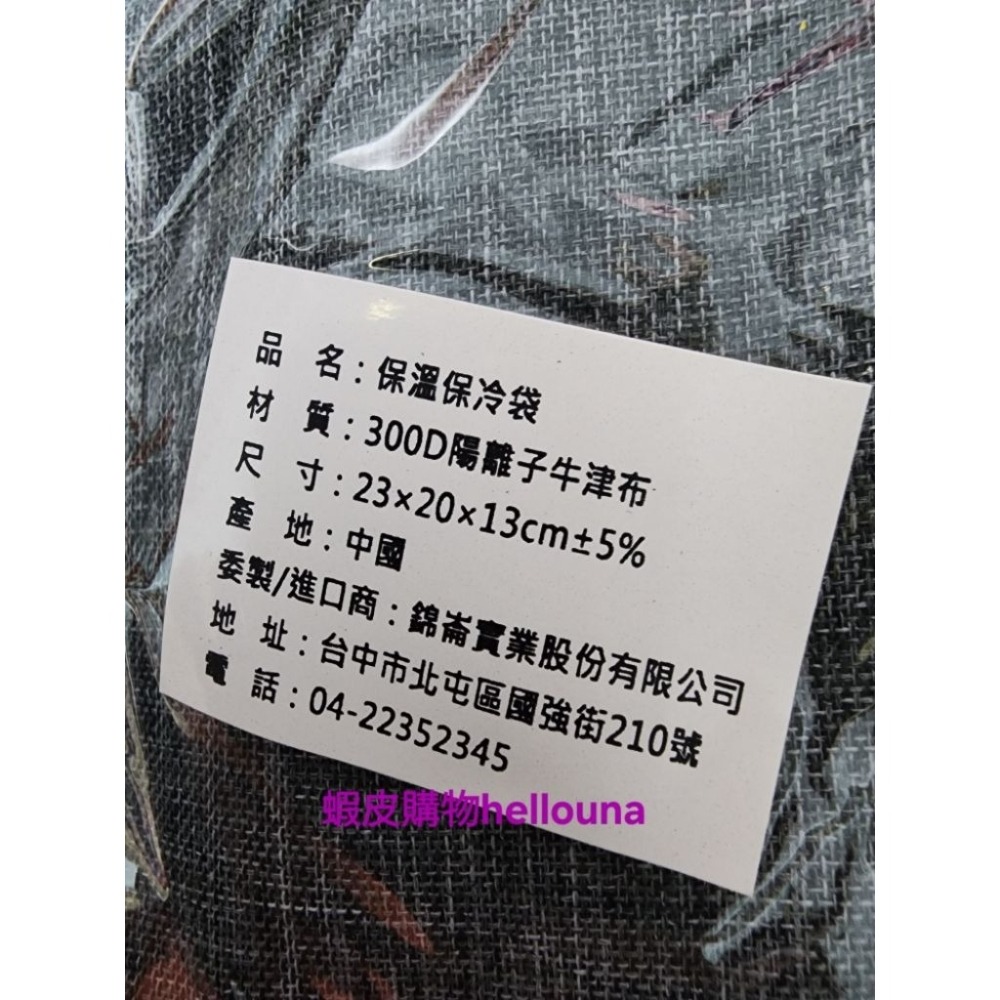 品 名：保溫保冷袋
材 質：300D陽離子牛津布
尺 寸：23×20×13cm±5%
產 地：中國
委製/進口商：錦崙實業股份有限公司
地 址：台中市北屯區國強街210號
電 話：04-22352345
蝦皮購物hellouna